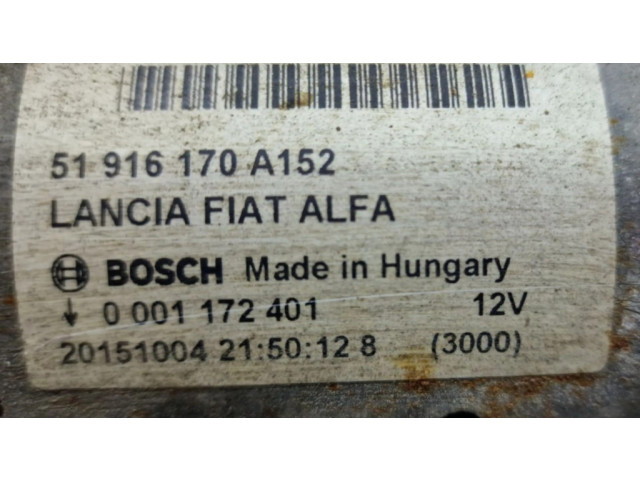 51 916 170 A152
LANCIA FIAT ALFA
BOSCH Made in Hungary
↓ 0 001 172 401 12V
20151004 21:50:12 8 (3000)